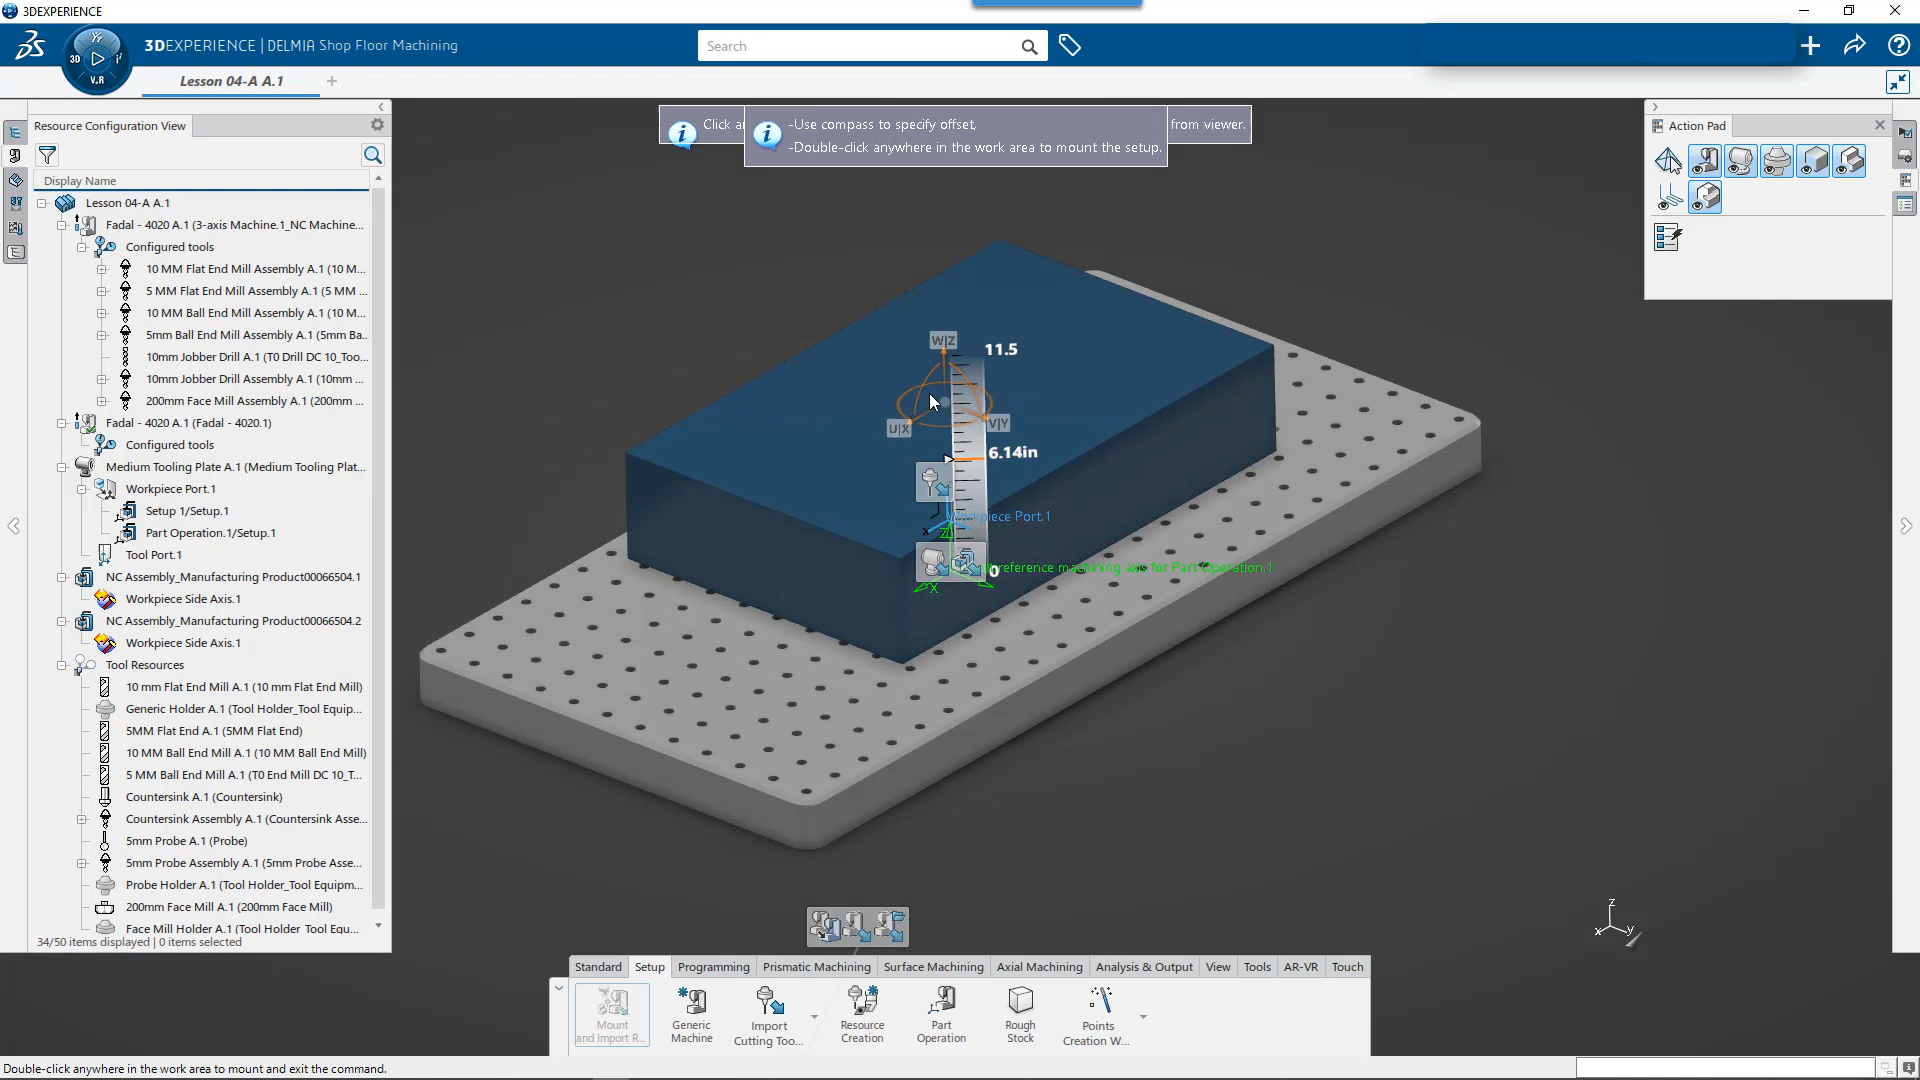 3DEXPERIENCE
3DEXPERIENCE | DELMIA Shop Floor Machining
Search
3D
V.R
Lesson 04-A A.1
Resource Configuration View
Display Name
Lesson 04-A A.1
Fadal - 4020 A.1 (3-axis Machine.1_NC Machine...
Configured tools
10 MM Flat End Mill Assembly A.1 (10 M...
5 MM Flat End Mill Assembly A.1 (5 MM ...
10 MM Ball End Mill Assembly A.1 (10 M...
5mm Ball End Mill Assembly A.1 (5mm Ba...
10mm Jobber Drill A.1 (T0 Drill DC 10_Too...
10mm Jobber Drill Assembly A.1 (10mm ...
200mm Face Mill Assembly A.1 (200mm ...
Fadal - 4020 A.1 (Fadal - 4020.1)
Configured tools
Medium Tooling Plate A.1 (Medium Tooling Plat...
Workpiece Port.1
Setup 1/Setup.1
Part Operation.1/Setup.1
Tool Port.1
NC Assembly_Manufacturing Product00066504.1
Workpiece Side Axis.1
NC Assembly_Manufacturing Product00066504.2
Workpiece Side Axis.1
Tool Resources
10 mm Flat End Mill A.1 (10 mm Flat End Mill)
Generic Holder A.1 (Tool Holder_Tool Equip...
5MM Flat End A.1 (5MM Flat End)
10 MM Ball End Mill A.1 (10 MM Ball End Mill)
5 MM Ball End Mill A.1 (T0 End Mill DC 10_T...
Countersink A.1 (Countersink)
Countersink Assembly A.1 (Countersink Asse...
5mm Probe A.1 (Probe)
5mm Probe Assembly A.1 (5mm Probe Asse...
Probe Holder A.1 (Tool Holder_Tool Equipm...
200mm Face Mill A.1 (200mm Face Mill)
Face Mill Holder A.1 (Tool Holder Tool Equ...
34/50 items displayed | 0 items selected
Click
-Use compass to specify offset,
-Double-click anywhere in the work area to mount the setup.
from viewer.
Action Pad
W|Z
11.5
U|X
V|Y
6.14in
Workpiece Port.1
x
Z
0
reference machining axis for Part Operation.1
X
z
x
y
Standard
Setup
Programming
Prismatic Machining
Surface Machining
Axial Machining
Analysis & Output
View
Tools
AR-VR
Touch
Mount
and Import R...
Generic
Machine
Import
Cutting Too...
Resource
Creation
Part
Operation
Rough
Stock
Points
Creation W...
Double-click anywhere in the work area to mount and exit the command.